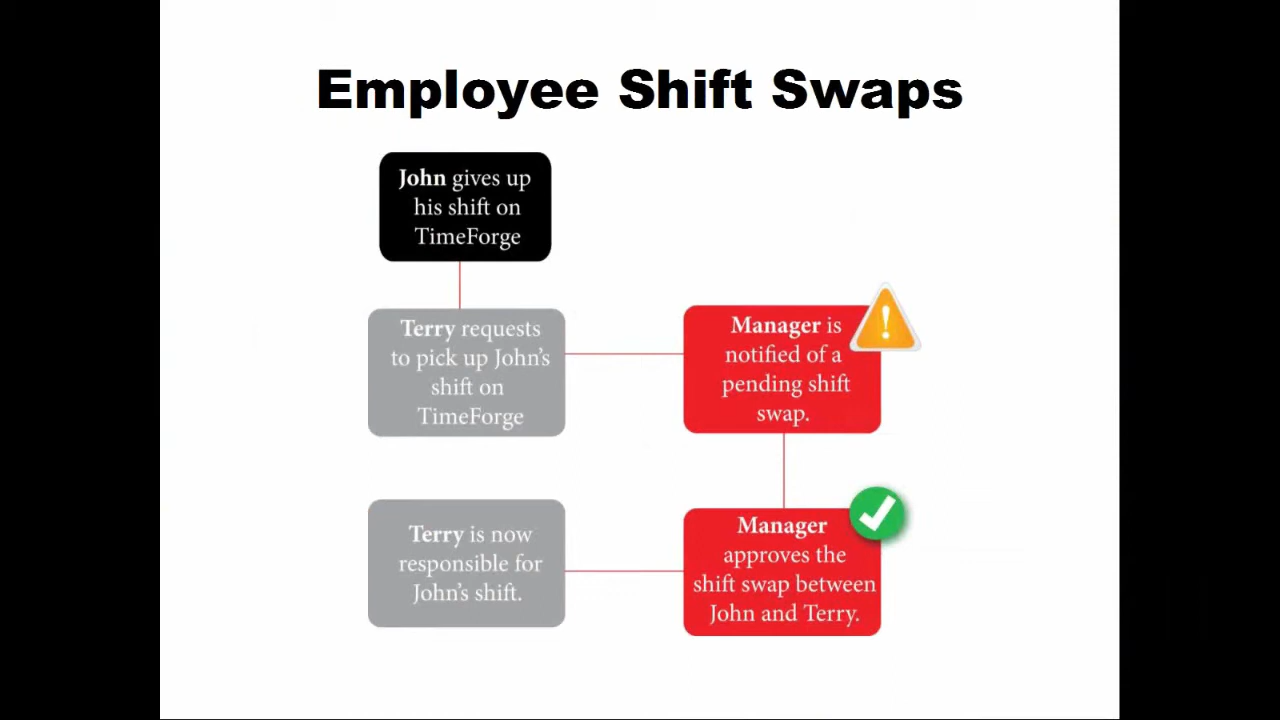 Employee Shift Swaps
John gives up
his shift on
TimeForge
Terry requests
to pick up John's
shift on
TimeForge
Manager is
notified of a
pending shift
swap.
!
Manager
approves the
shift swap between
John and Terry.
Terry is now
responsible for
John's shift.